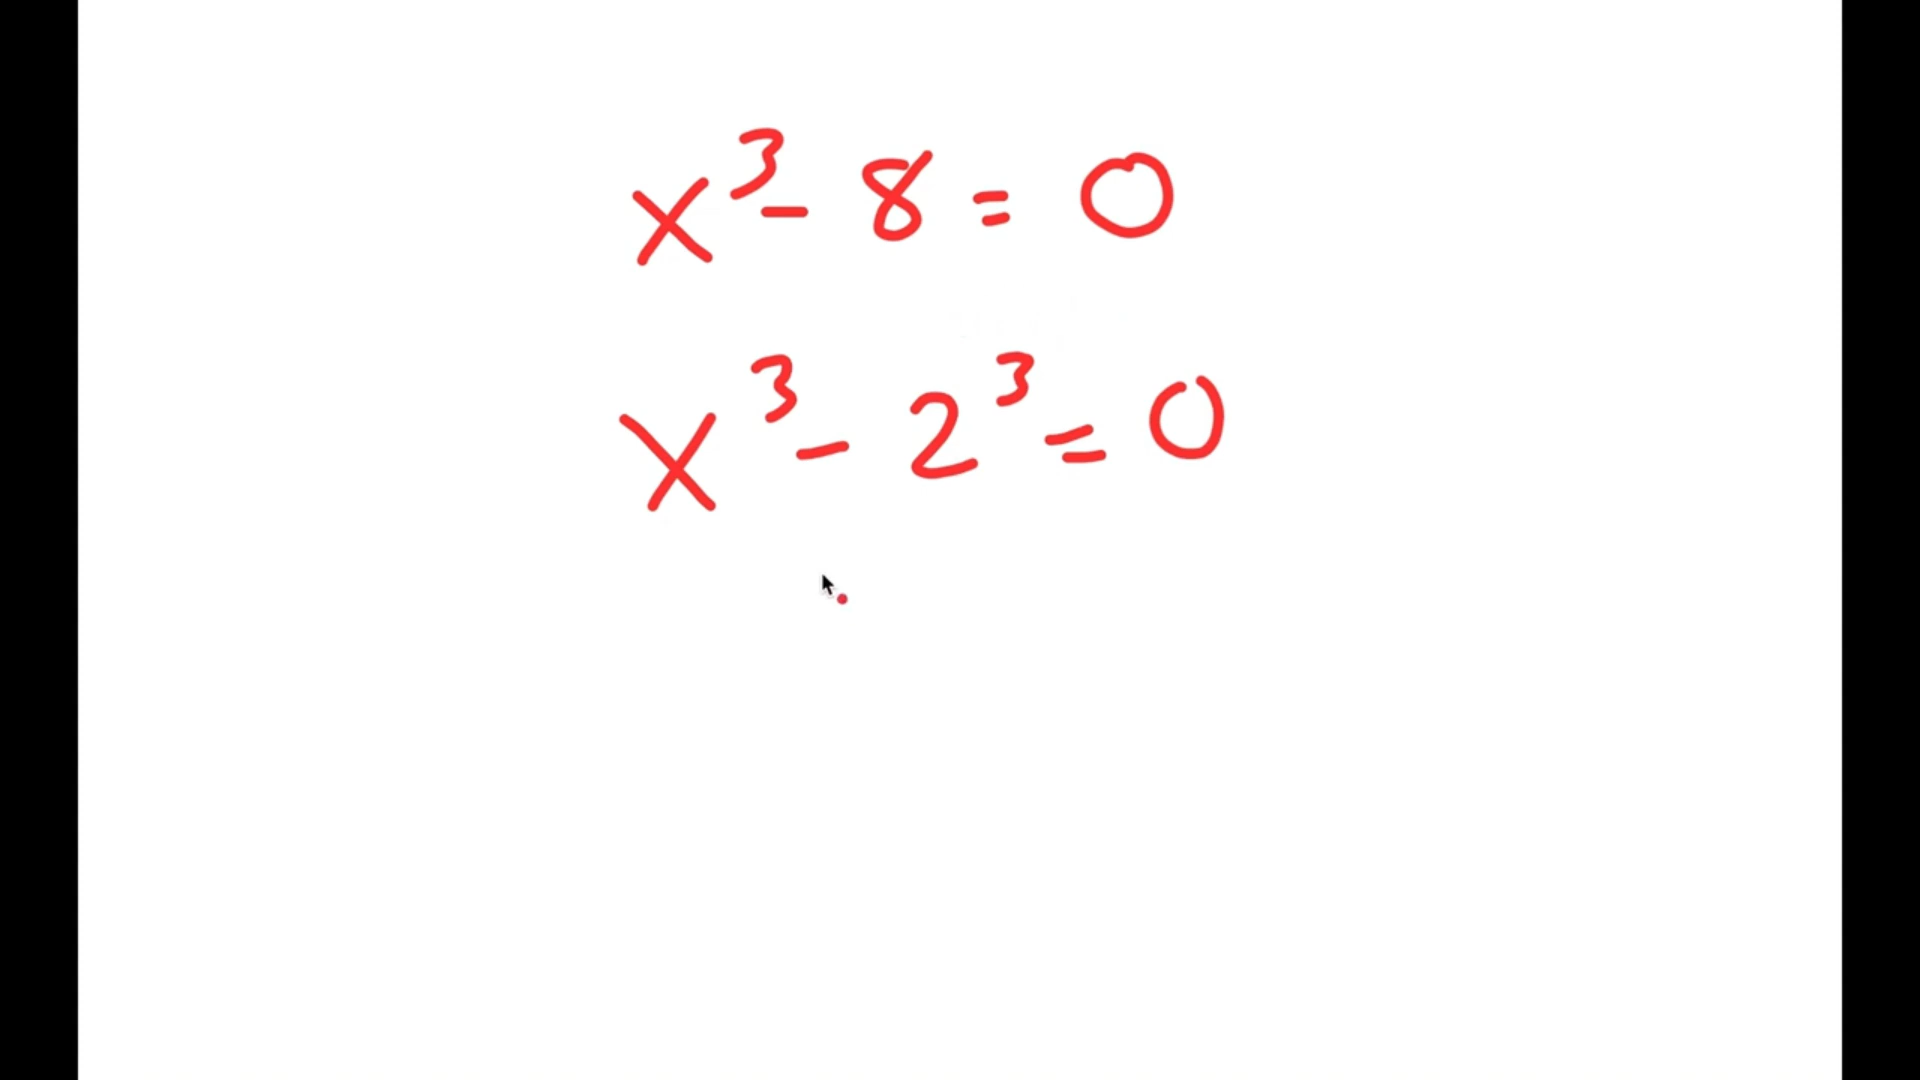 x³ - 8 = 0
x³ - 2³ = 0